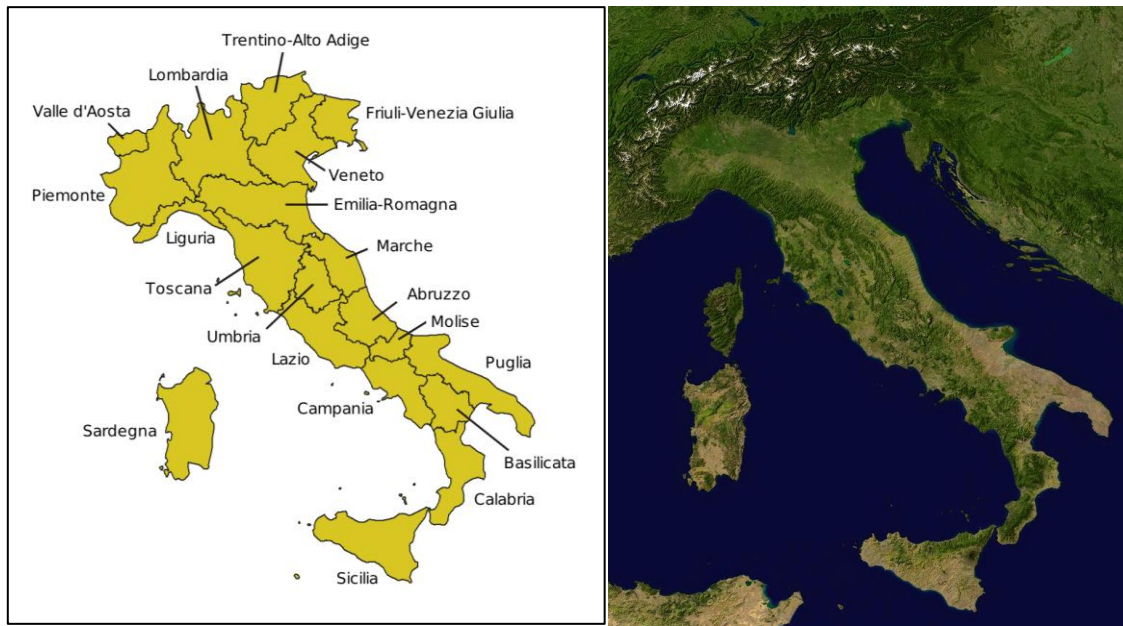 Trentino-Alto Adige
Lombardia
Valle d'Aosta
Friuli-Venezia Giulia
Veneto
Piemonte
Emilia-Romagna
Liguria
Marche
Toscana
Abruzzo
Molise
Umbria
Lazio
Puglia
Campania
Sardegna
Basilicata
Calabria
Sicilia